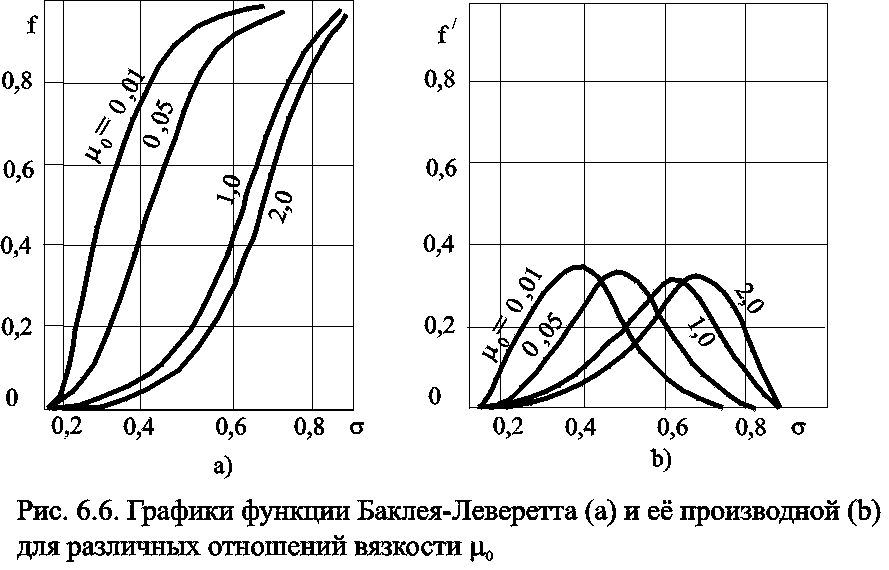 f
0,8
0,6
0,4
0,2
0
0,2 0,4 0,6 0,8 σ
μ₀= 0,01
0,05
1,0
2,0
a)
f /
0,8
0,6
0,4
0,2
0
0,2 0,4 0,6 0,8 σ
μ₀= 0,01
0,05
1,0
2,0
b)
Рис. 6.6. Графики функции Баклея-Леверетта (a) и её производной (b)
для различных отношений вязкости μ₀